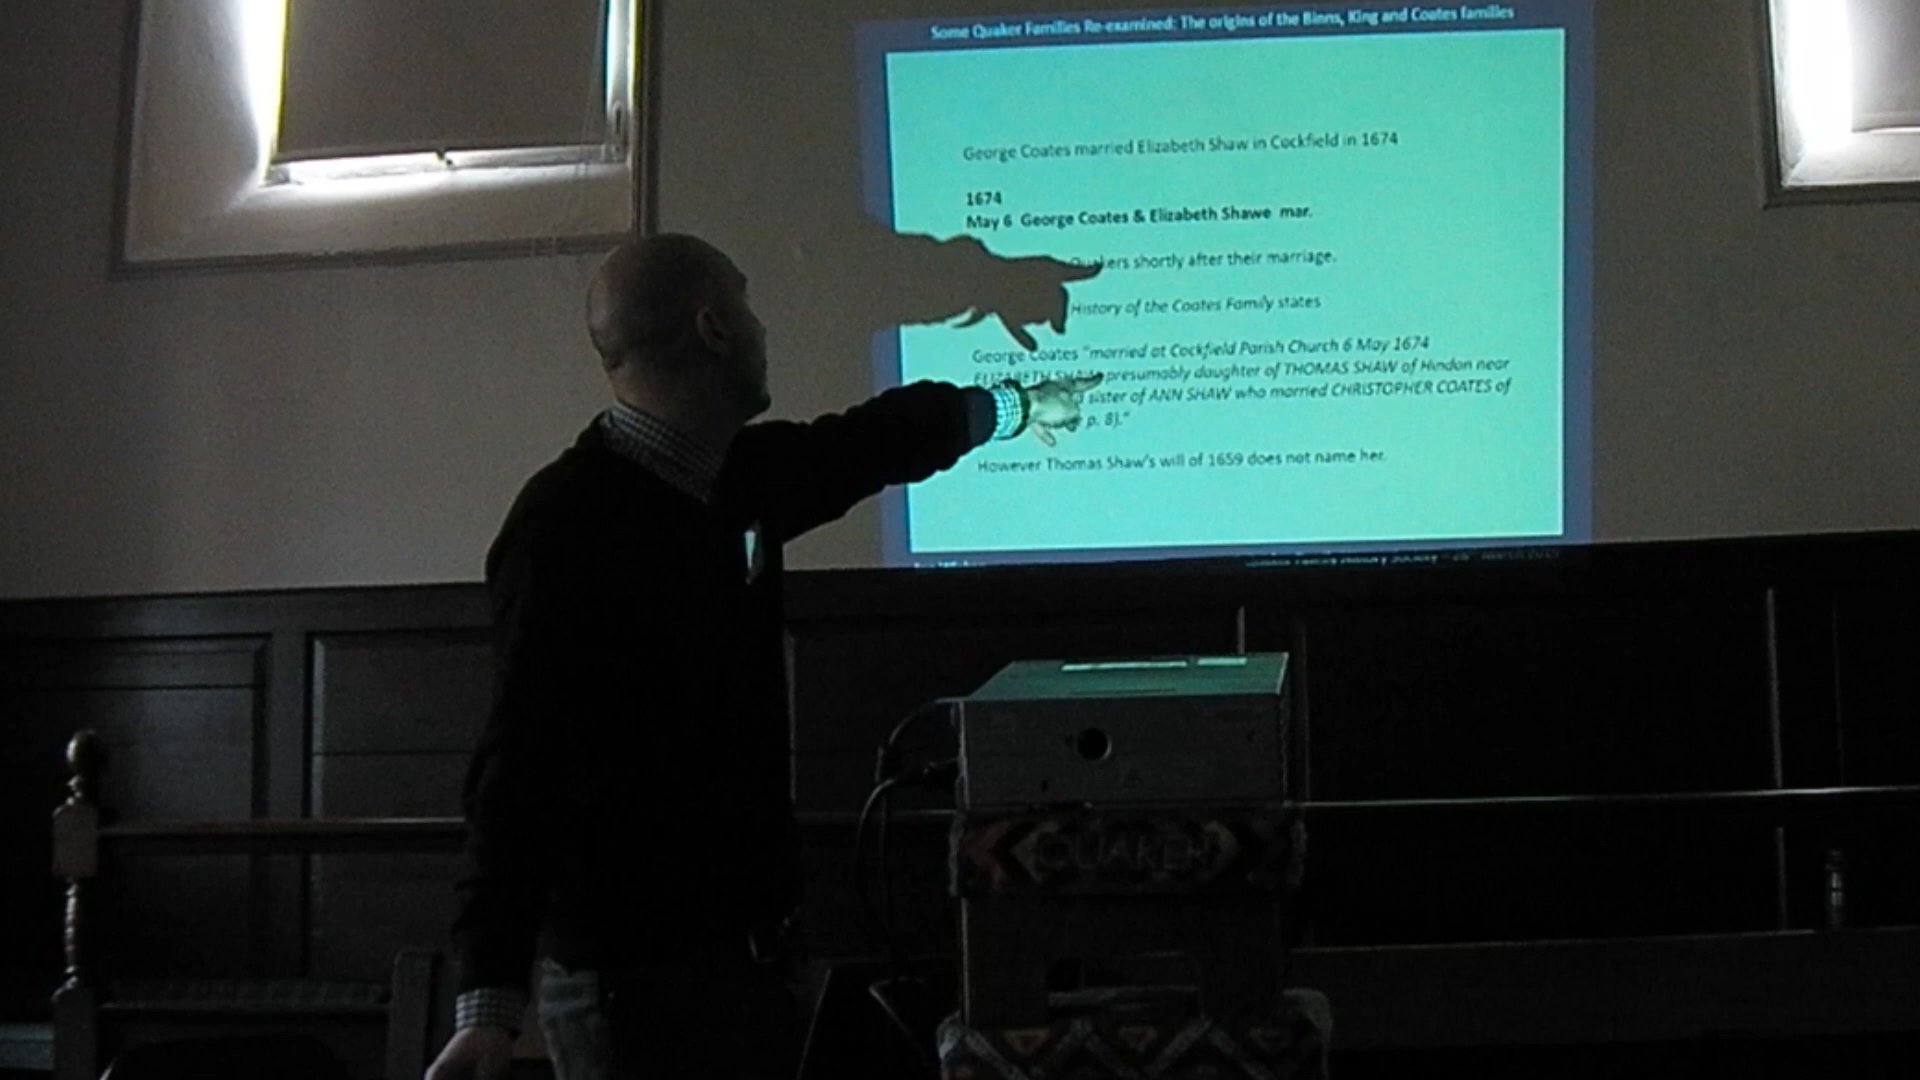 Some Quaker Families Re-examined: The origins of the Binns, King and Coates families
George Coates married Elizabeth Shaw in Cockfield in 1674
1674
May 6 George Coates & Elizabeth Shawe mar.
Quakers shortly after their marriage.
History of the Coates Family states
George Coates "married at Cockfield Parish Church 6 May 1674
ELIZABETH SHAW presumably daughter of THOMAS SHAW of Hindon near
sister of ANN SHAW who married CHRISTOPHER COATES of
p. 8)."
However Thomas Shaw's will of 1659 does not name her.
QUAKER